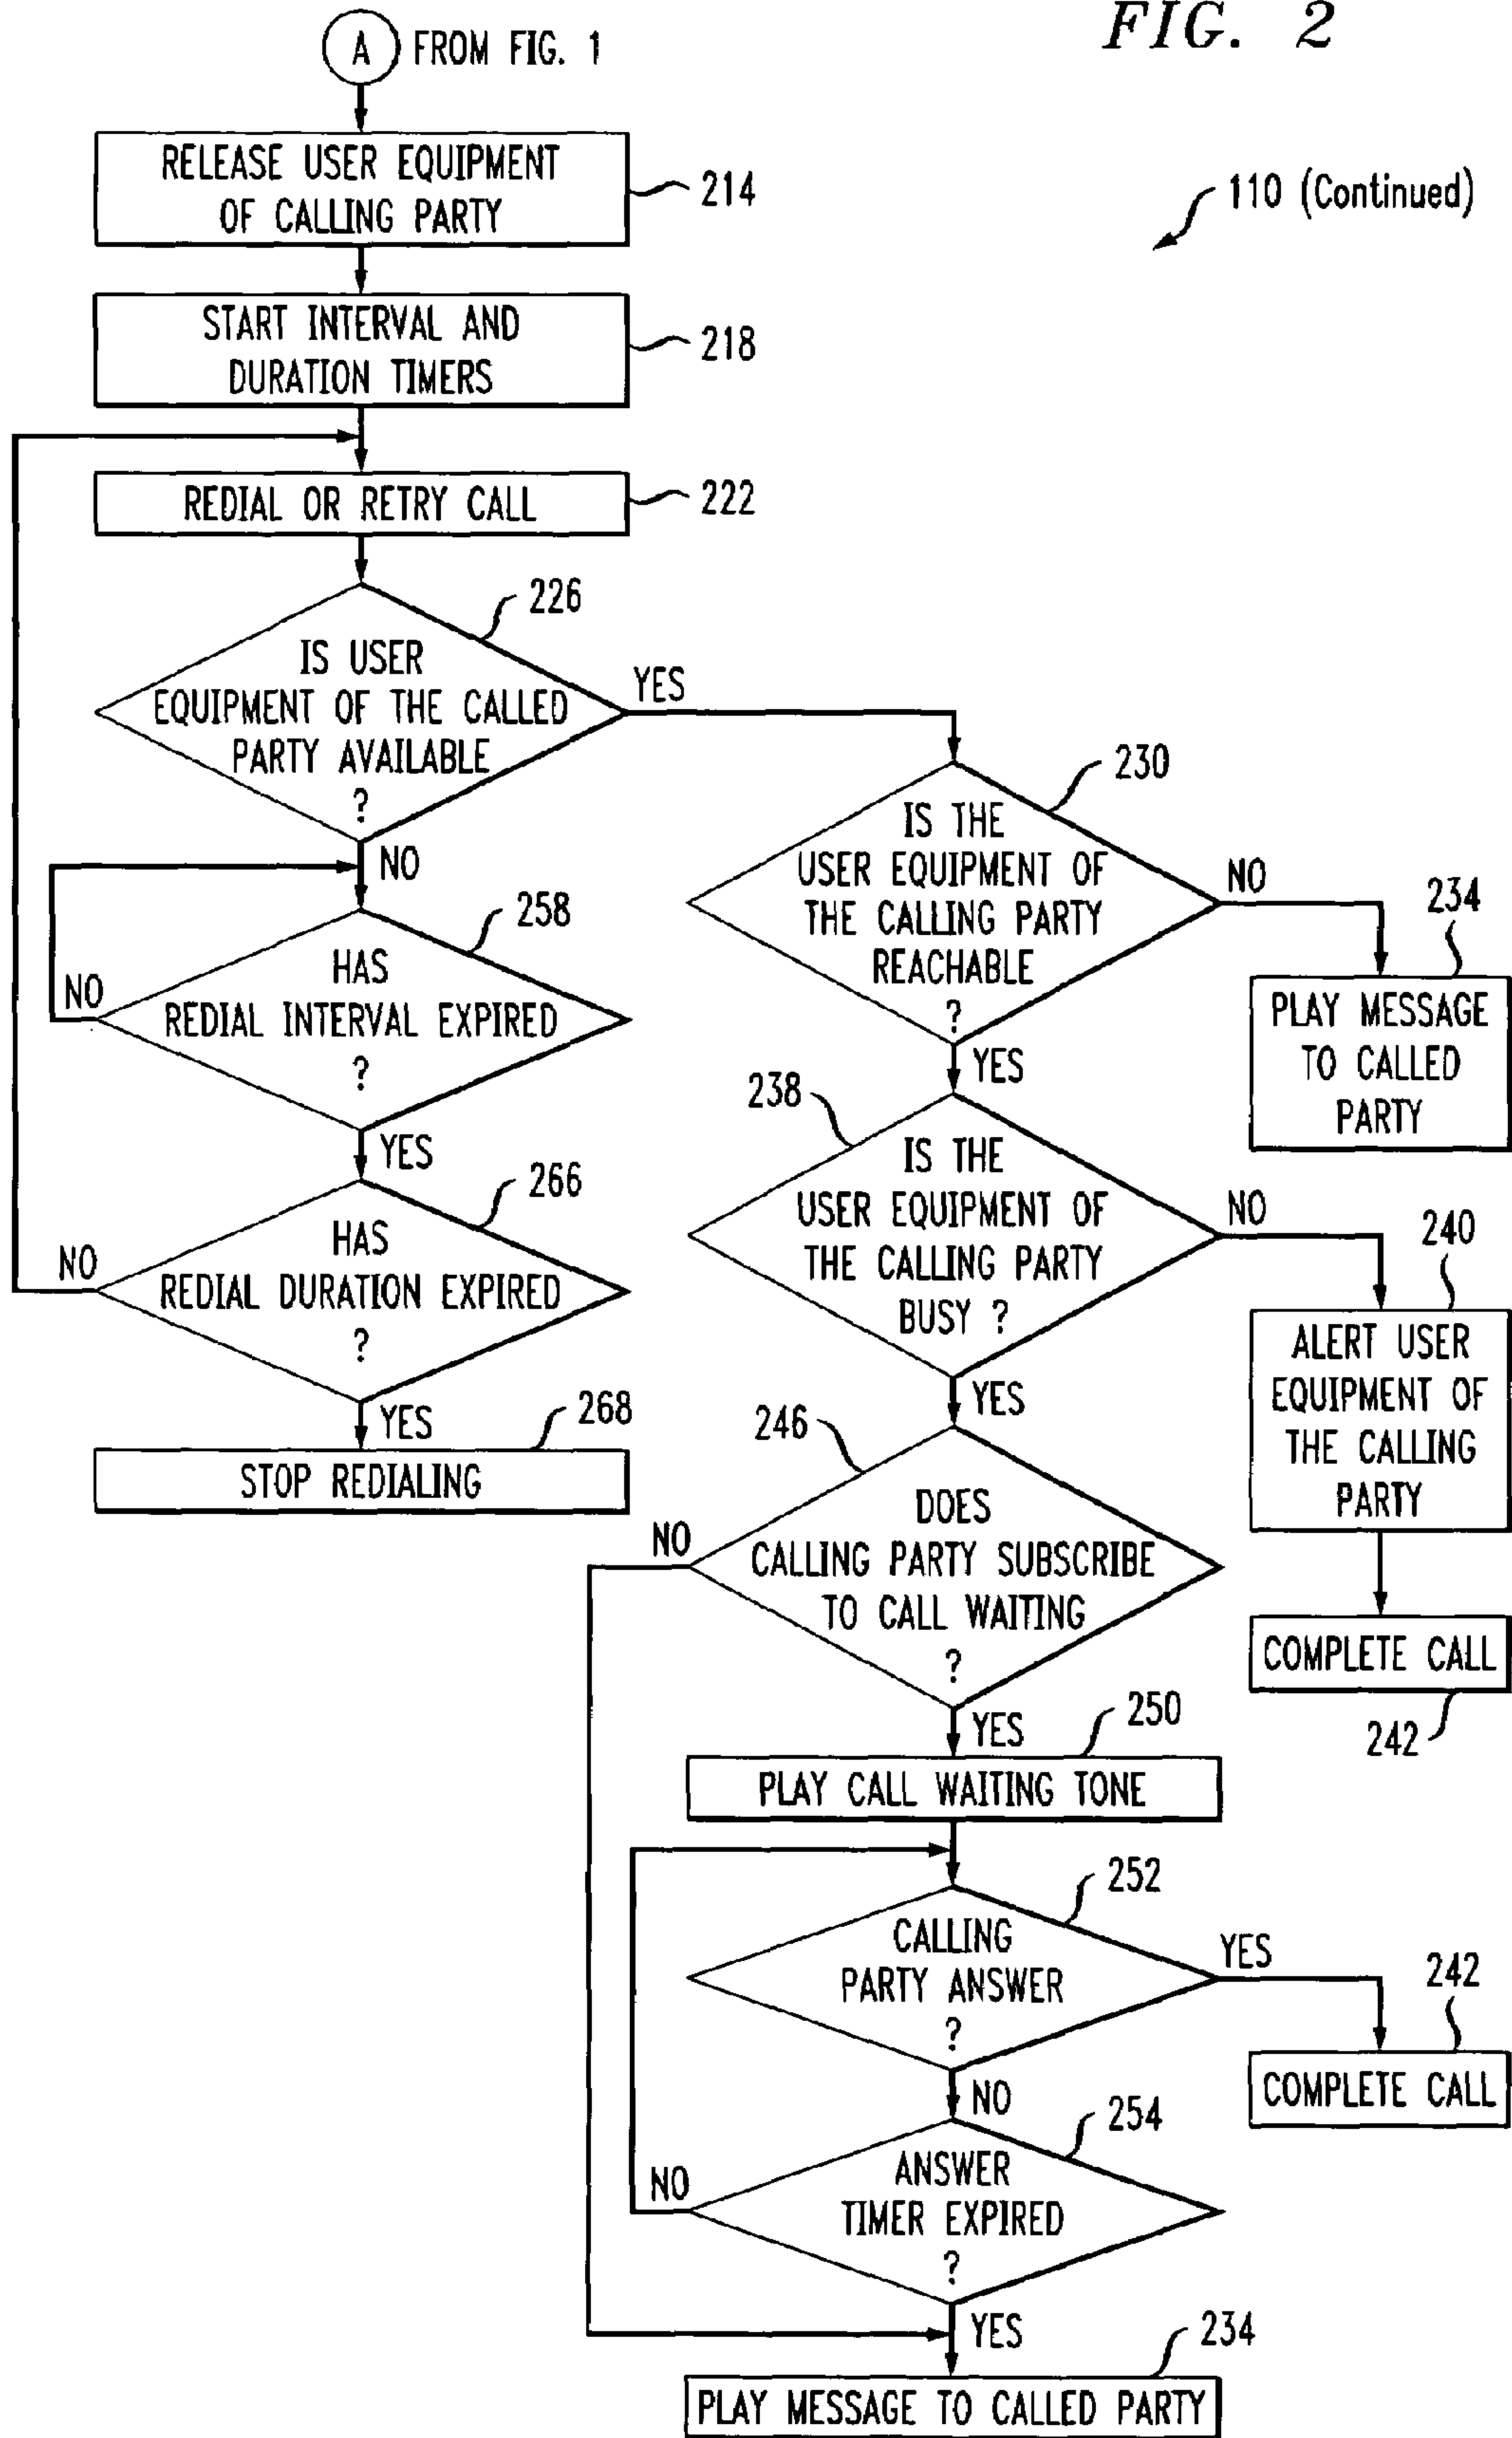 FIG. 2
A FROM FIG. 1
RELEASE USER EQUIPMENT
OF CALLING PARTY
214
110 (Continued)
START INTERVAL AND
DURATION TIMERS
218
REDIAL OR RETRY CALL
222
226
IS USER
EQUIPMENT OF THE CALLED
PARTY AVAILABLE
?
YES
NO
258
HAS
REDIAL INTERVAL EXPIRED
?
NO
YES
266
HAS
REDIAL DURATION EXPIRED
?
NO
YES
268
STOP REDIALING
230
IS THE
USER EQUIPMENT OF
THE CALLING PARTY
REACHABLE
?
NO
234
PLAY MESSAGE
TO CALLED
PARTY
YES
238
IS THE
USER EQUIPMENT OF
THE CALLING PARTY
BUSY ?
NO
240
ALERT USER
EQUIPMENT OF
THE CALLING
PARTY
COMPLETE CALL
242
YES
246
DOES
CALLING PARTY SUBSCRIBE
TO CALL WAITING
?
NO
YES
250
PLAY CALL WAITING TONE
252
CALLING
PARTY ANSWER
?
YES
242
COMPLETE CALL
NO
254
ANSWER
TIMER EXPIRED
?
NO
YES
234
PLAY MESSAGE TO CALLED PARTY